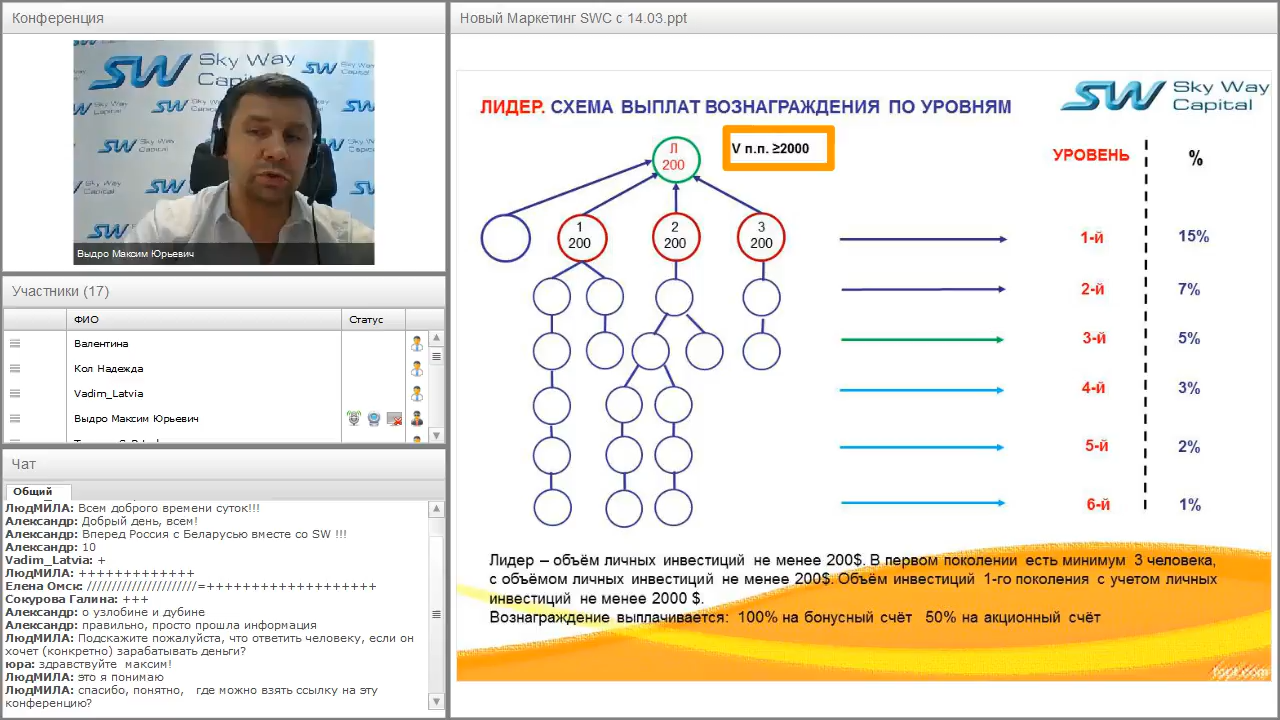 Конференция
SW Sky Way
Capital
Выдро Максим Юрьевич
Участники (17)
ФИО Статус
Валентина
Кол Надежда
Vadim_Latvia
Выдро Максим Юрьевич
Чат
Общий
ЛюдМИЛА: Всем доброго времени суток!!!
Александр: Добрый день, всем!
Александр: Вперед Россия с Беларусью вместе со SW !!!
Александр: 10
Vadim_Latvia: +
ЛюдМИЛА: +++++++++++++
Елена Омск: //////////////////////=+++++++++++++++++++
Сокурова Галина: +++
Александр: о узлобине и дубине
Александр: правильно, просто прошла информация
ЛюдМИЛА: Подскажите пожалуйста, что ответить человеку, если он
хочет (конкретно) зарабатывать деньги?
юра: здравствуйте максим!
ЛюдМИЛА: это я понимаю
ЛюдМИЛА: спасибо, понятно, где можно взять ссылку на эту
конференцию?
Новый Маркетинг SWC с 14.03.ppt
ЛИДЕР. СХЕМА ВЫПЛАТ ВОЗНАГРАЖДЕНИЯ ПО УРОВНЯМ
SW Sky Way
Capital
Л
200
V п.п. ≥2000
УРОВЕНЬ %
1
200
2
200
3
200
1-й 15%
2-й 7%
3-й 5%
4-й 3%
5-й 2%
6-й 1%
Лидер – объём личных инвестиций не менее 200$. В первом поколении есть минимум 3 человека,
с объёмом личных инвестиций не менее 200$. Объём инвестиций 1-го поколения с учетом личных
инвестиций не менее 2000 $.
Вознаграждение выплачивается: 100% на бонусный счёт 50% на акционный счёт